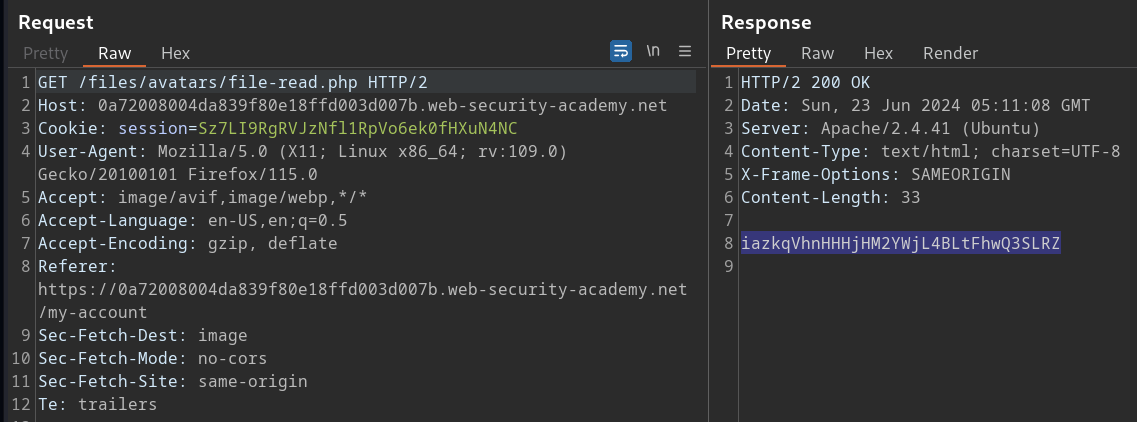 Request
Pretty Raw Hex
\n
1 GET /files/avatars/file-read.php HTTP/2
2 Host: 0a72008004da839f80e18ffd003d007b.web-security-academy.net
3 Cookie: session=Sz7LI9RgRVJzNfl1RpVo6ek0fHXuN4NC
4 User-Agent: Mozilla/5.0 (X11; Linux x86_64; rv:109.0)
Gecko/20100101 Firefox/115.0
5 Accept: image/avif,image/webp,*/*
6 Accept-Language: en-US,en;q=0.5
7 Accept-Encoding: gzip, deflate
8 Referer:
https://0a72008004da839f80e18ffd003d007b.web-security-academy.net
/my-account
9 Sec-Fetch-Dest: image
10 Sec-Fetch-Mode: no-cors
11 Sec-Fetch-Site: same-origin
12 Te: trailers
Response
Pretty Raw Hex Render
1 HTTP/2 200 OK
2 Date: Sun, 23 Jun 2024 05:11:08 GMT
3 Server: Apache/2.4.41 (Ubuntu)
4 Content-Type: text/html; charset=UTF-8
5 X-Frame-Options: SAMEORIGIN
6 Content-Length: 33
7
8 iazkqVhnHHHjHM2YWjL4BLtFhwQ3SLRZ
9